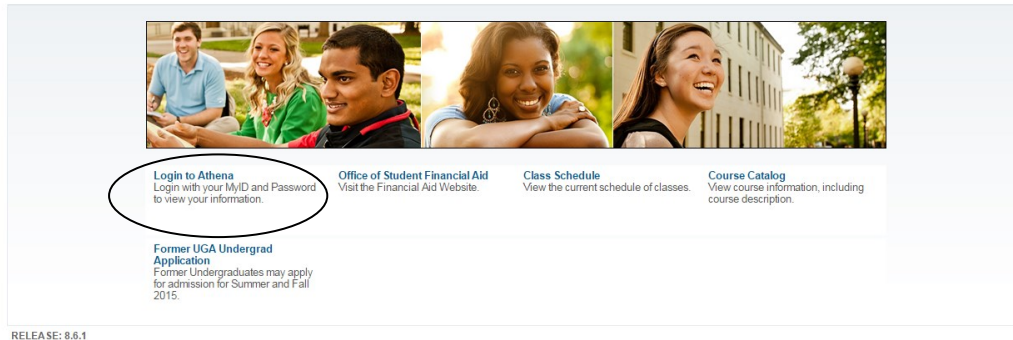 Login to Athena
Login with your MyID and Password
to view your information.
Office of Student Financial Aid
Visit the Financial Aid Website.
Class Schedule
View the current schedule of classes.
Course Catalog
View course information, including
course description.
Former UGA Undergrad
Application
Former Undergraduates may apply
for admission for Summer and Fall
2015.
RELEASE: 8.6.1